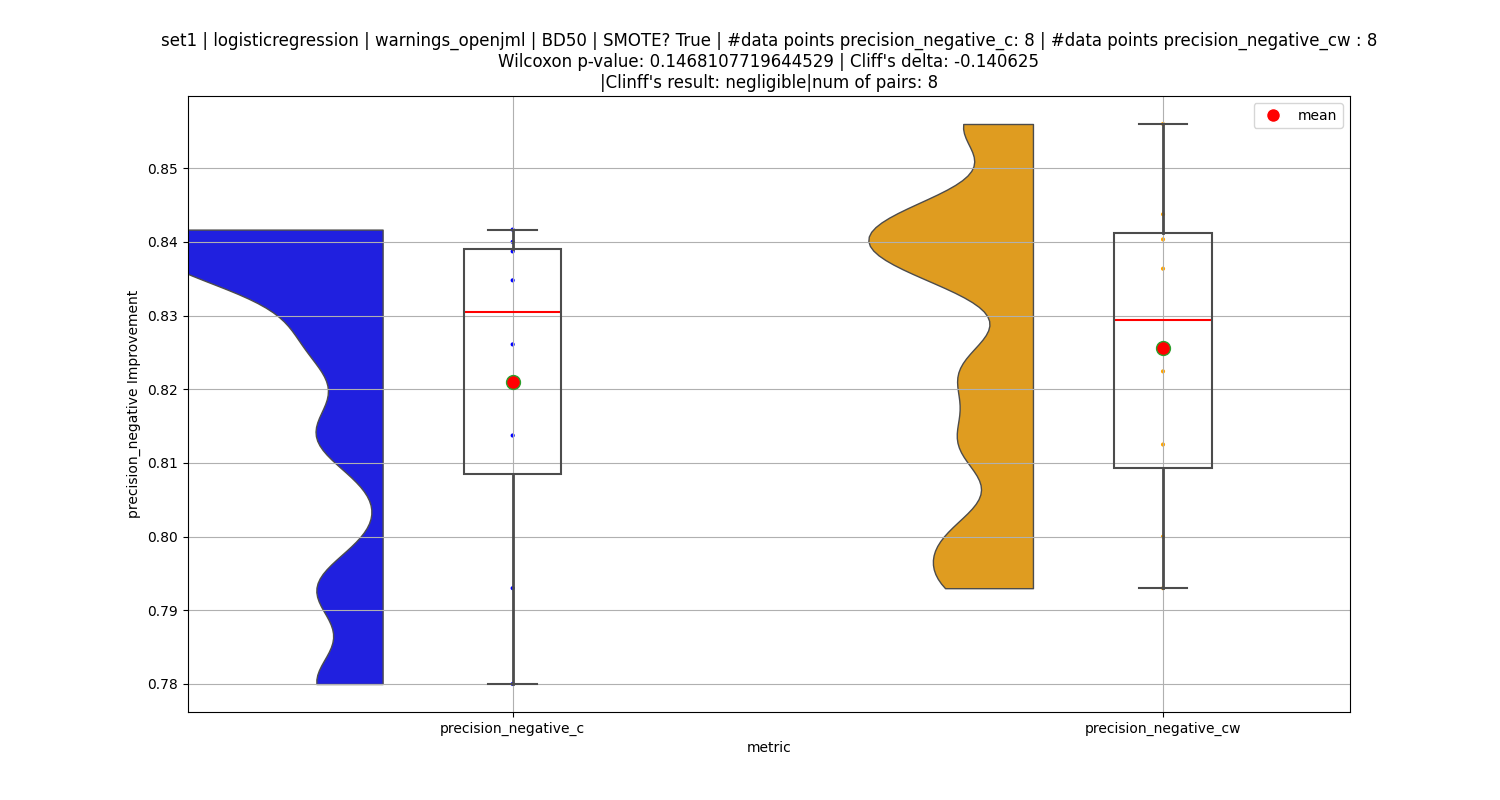 set1 | logisticregression | warnings_openjml | BD50 | SMOTE? True | #data points precision_negative_c: 8 | #data points precision_negative_cw : 8
Wilcoxon p-value: 0.1468107719644529 | Cliff's delta: -0.140625
|Clinff's result: negligible|num of pairs: 8
mean
0.85
0.84
0.83
0.82
0.81
0.80
0.79
0.78
precision_negative Improvement
precision_negative_c
precision_negative_cw
metric